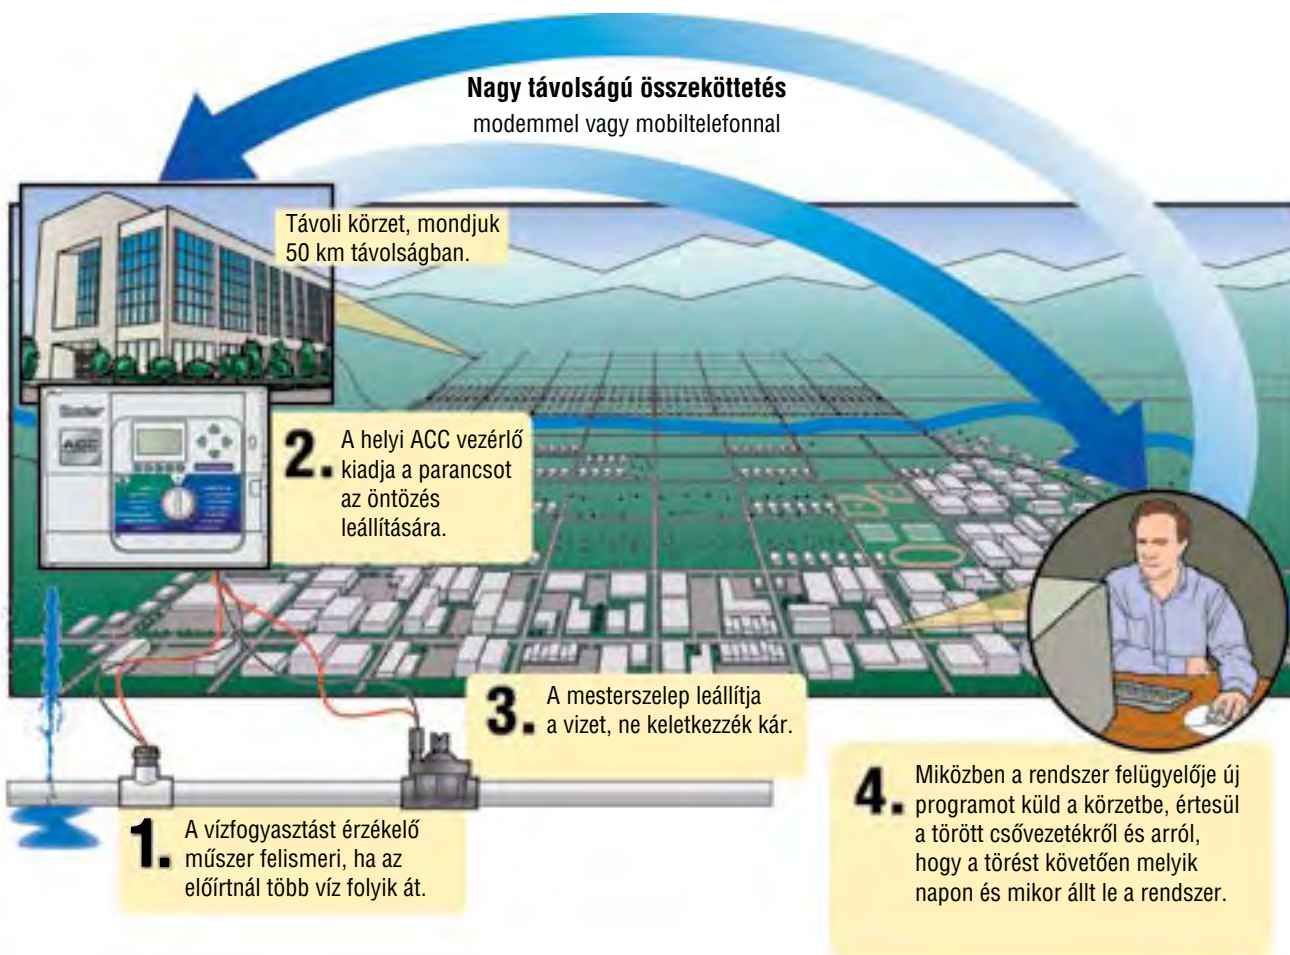 Nagy távolságú összeköttetés
modemmel vagy mobiltelefonnal
Távoli körzet, mondjuk
50 km távolságban.
Hunter
ACC
2. A helyi ACC vezérlő
kiadja a parancsot
az öntözés
leállítására.
3. A mesterszelep leállítja
a vizet, ne keletkezzék kár.
1. A vízfogyasztást érzékelő
műszer felismeri, ha az
előírtnál több víz folyik át.
4. Miközben a rendszer felügyelője új
programot küld a körzetbe, értesül
a törött csővezetékről és arról,
hogy a törést követően melyik
napon és mikor állt le a rendszer.